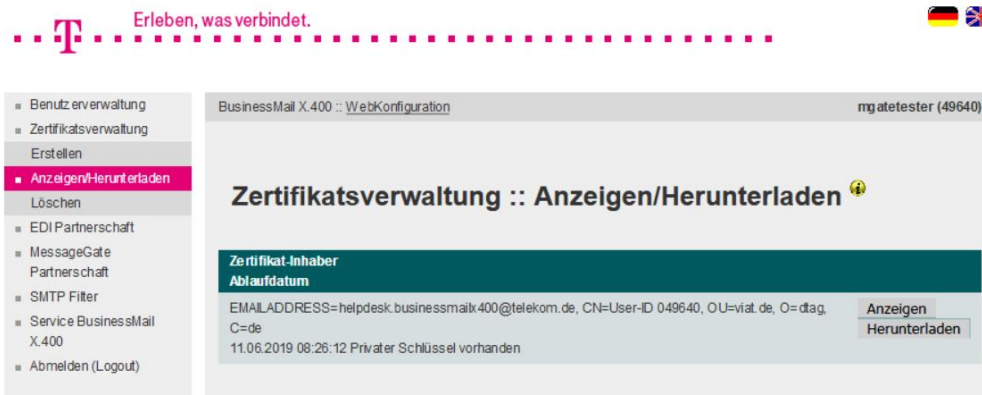 Erleben, was verbindet.
T
Benutzerverwaltung
Zertifikatsverwaltung
Erstellen
Anzeigen/Herunterladen
Löschen
EDI Partnerschaft
MessageGate
Partnerschaft
SMTP Filter
Service BusinessMail
X.400
Abmelden (Logout)
BusinessMail X.400 :: WebKonfiguration
mgatetester (49640)
Zertifikatsverwaltung :: Anzeigen/Herunterladen
Zertifikat-Inhaber
Ablaufdatum
EMAILADDRESS=helpdesk.businessmailx400@telekom.de, CN=User-ID 049640, OU=viat.de, O=dtag,
C=de
11.06.2019 08:26:12 Privater Schlüssel vorhanden
Anzeigen
Herunterladen